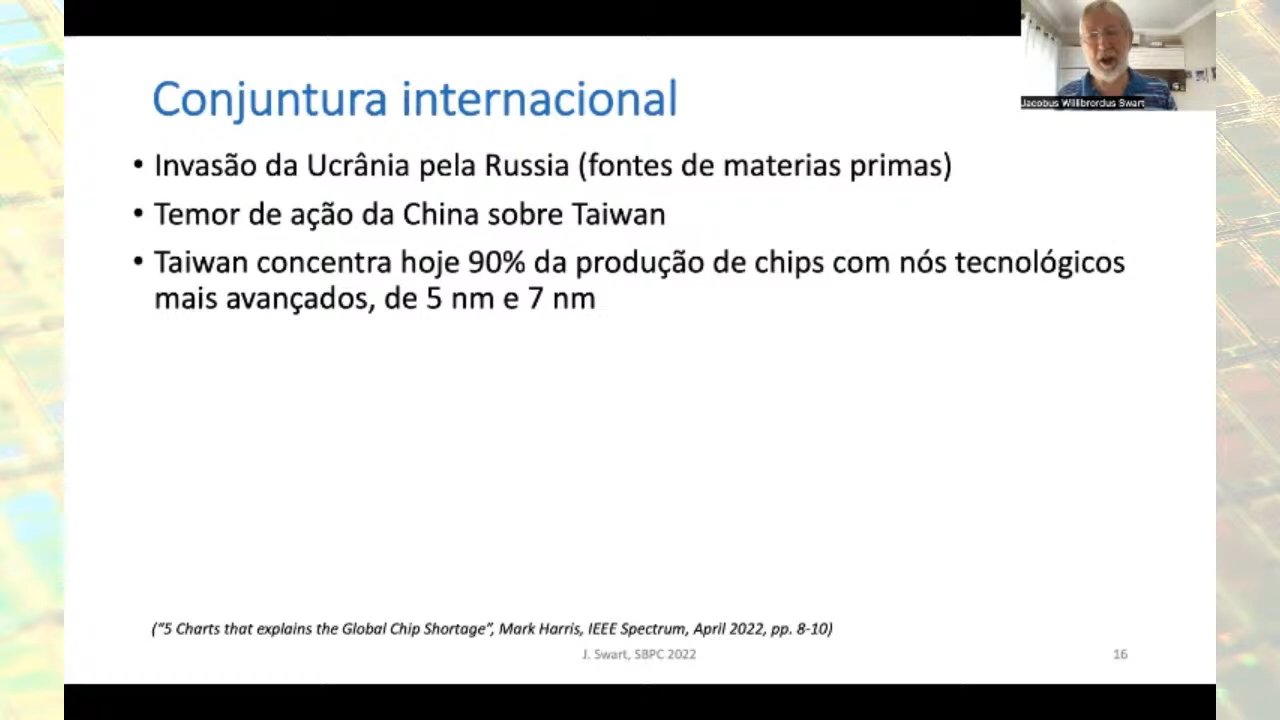 Jacobus Willibrordus Swart
Conjuntura internacional
• Invasão da Ucrânia pela Russia (fontes de materias primas)
• Temor de ação da China sobre Taiwan
• Taiwan concentra hoje 90% da produção de chips com nós tecnológicos
mais avançados, de 5 nm e 7 nm
(“5 Charts that explains the Global Chip Shortage”, Mark Harris, IEEE Spectrum, April 2022, pp. 8-10)
J. Swart, SBPC 2022
16